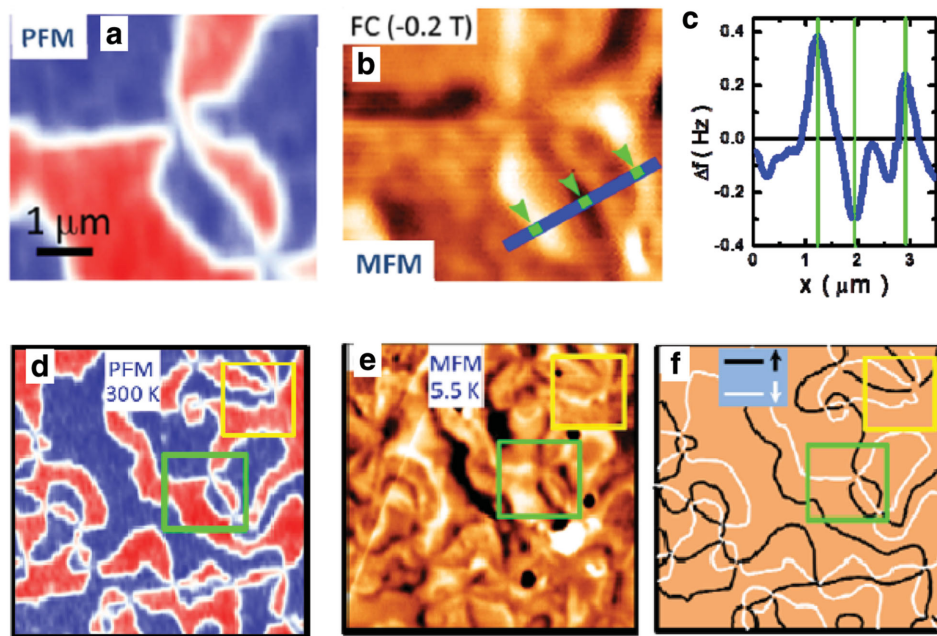 PFM a
1 μm
FC (-0.2 T)
b
MFM
c
0.4
0.2
0.0
-0.2
-0.4
Δf ( Hz )
0 1 2 3
x ( μm )
d PFM
300 K
e MFM
5.5 K
f